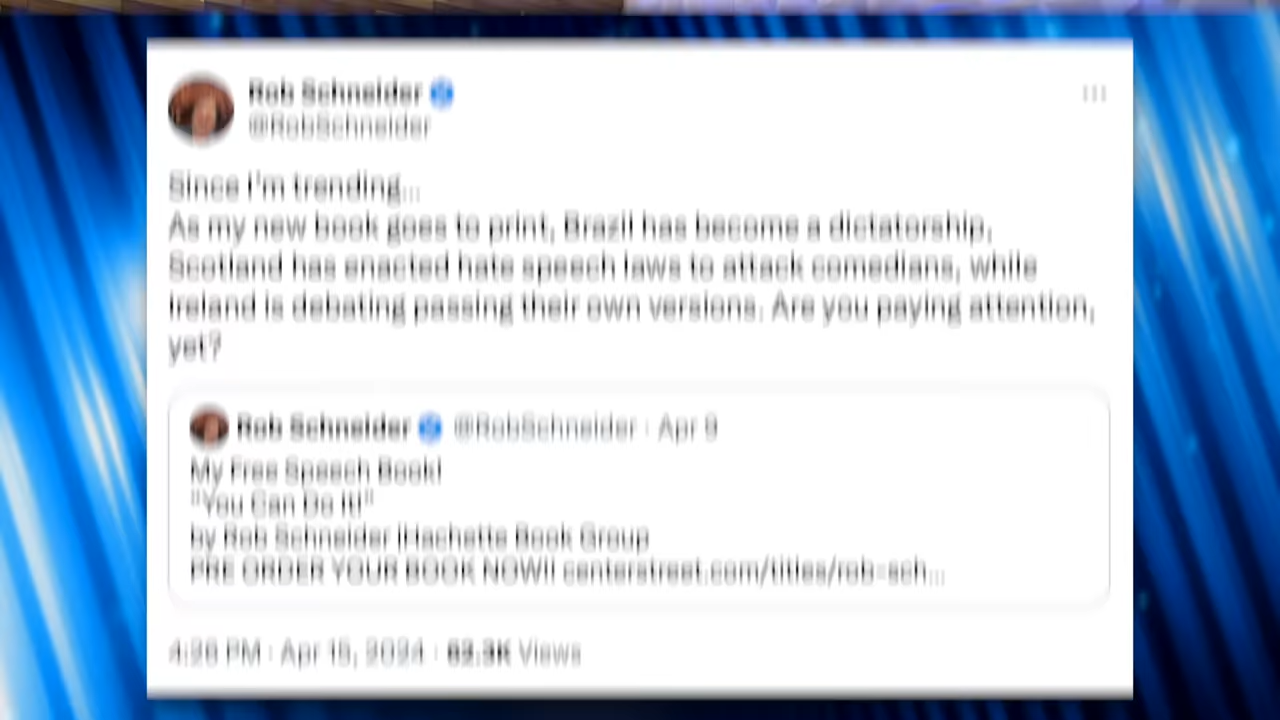 Rob Schneider
@RobSchneider
Since I'm trending...
As my new book goes to print, Brazil has become a dictatorship,
Scotland has enacted hate speech laws to attack comedians, while
Ireland is debating passing their own versions. Are you paying attention,
yet?
Rob Schneider @RobSchneider · Apr 9
My Free Speech Book!
"You Can Do It!"
by Rob Schneider |Hachette Book Group
PRE ORDER YOUR BOOK NOW!! centerstreet.com/titles/rob-sch...
PM · Apr 15, 2024 · Views